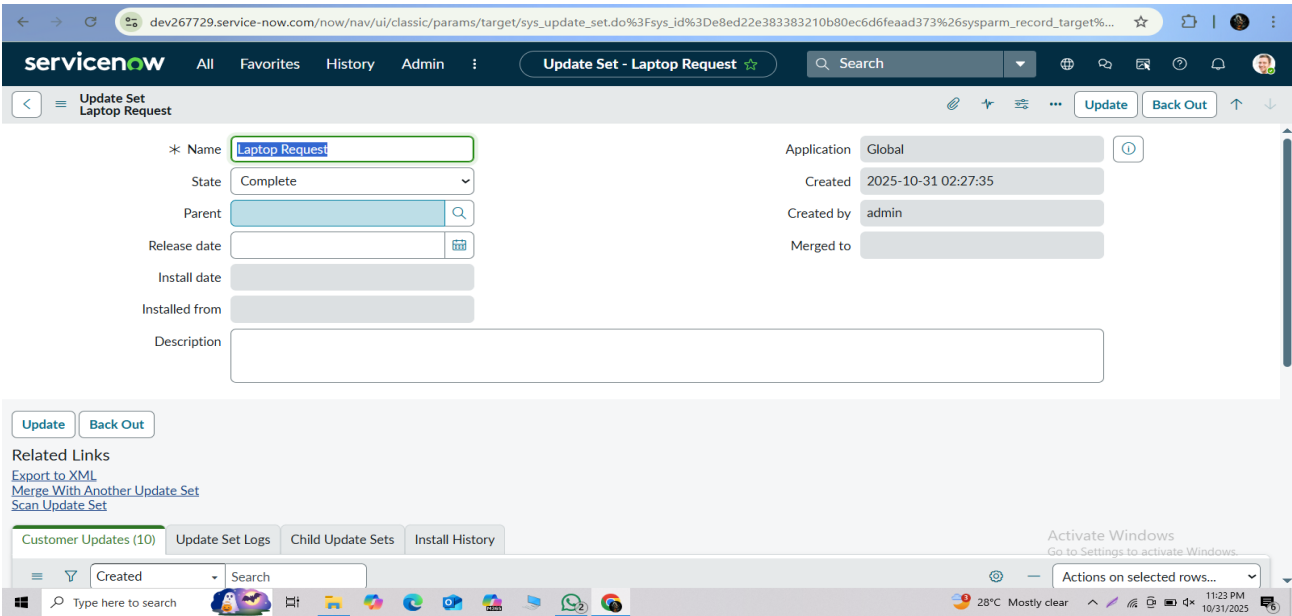 dev267729.service-now.com/now/nav/ui/classic/params/target/sys_update_set.do%3Fsys_id%3De8ed22e383383210b80ec6d6feaad373%26sysparm_record_target%...
servicenow All Favorites History Admin Update Set - Laptop Request Search
Update Set
Laptop Request
Update Back Out
Name Laptop Request Application Global
State Complete Created 2025-10-31 02:27:35
Parent Created by admin
Release date Merged to
Install date
Installed from
Description
Update Back Out
Related Links
Export to XML
Merge With Another Update Set
Scan Update Set
Customer Updates (10) Update Set Logs Child Update Sets Install History
Activate Windows
Go to Settings to activate Windows.
Created Search Actions on selected rows...
Type here to search 28°C Mostly clear 11:23 PM
10/31/2025